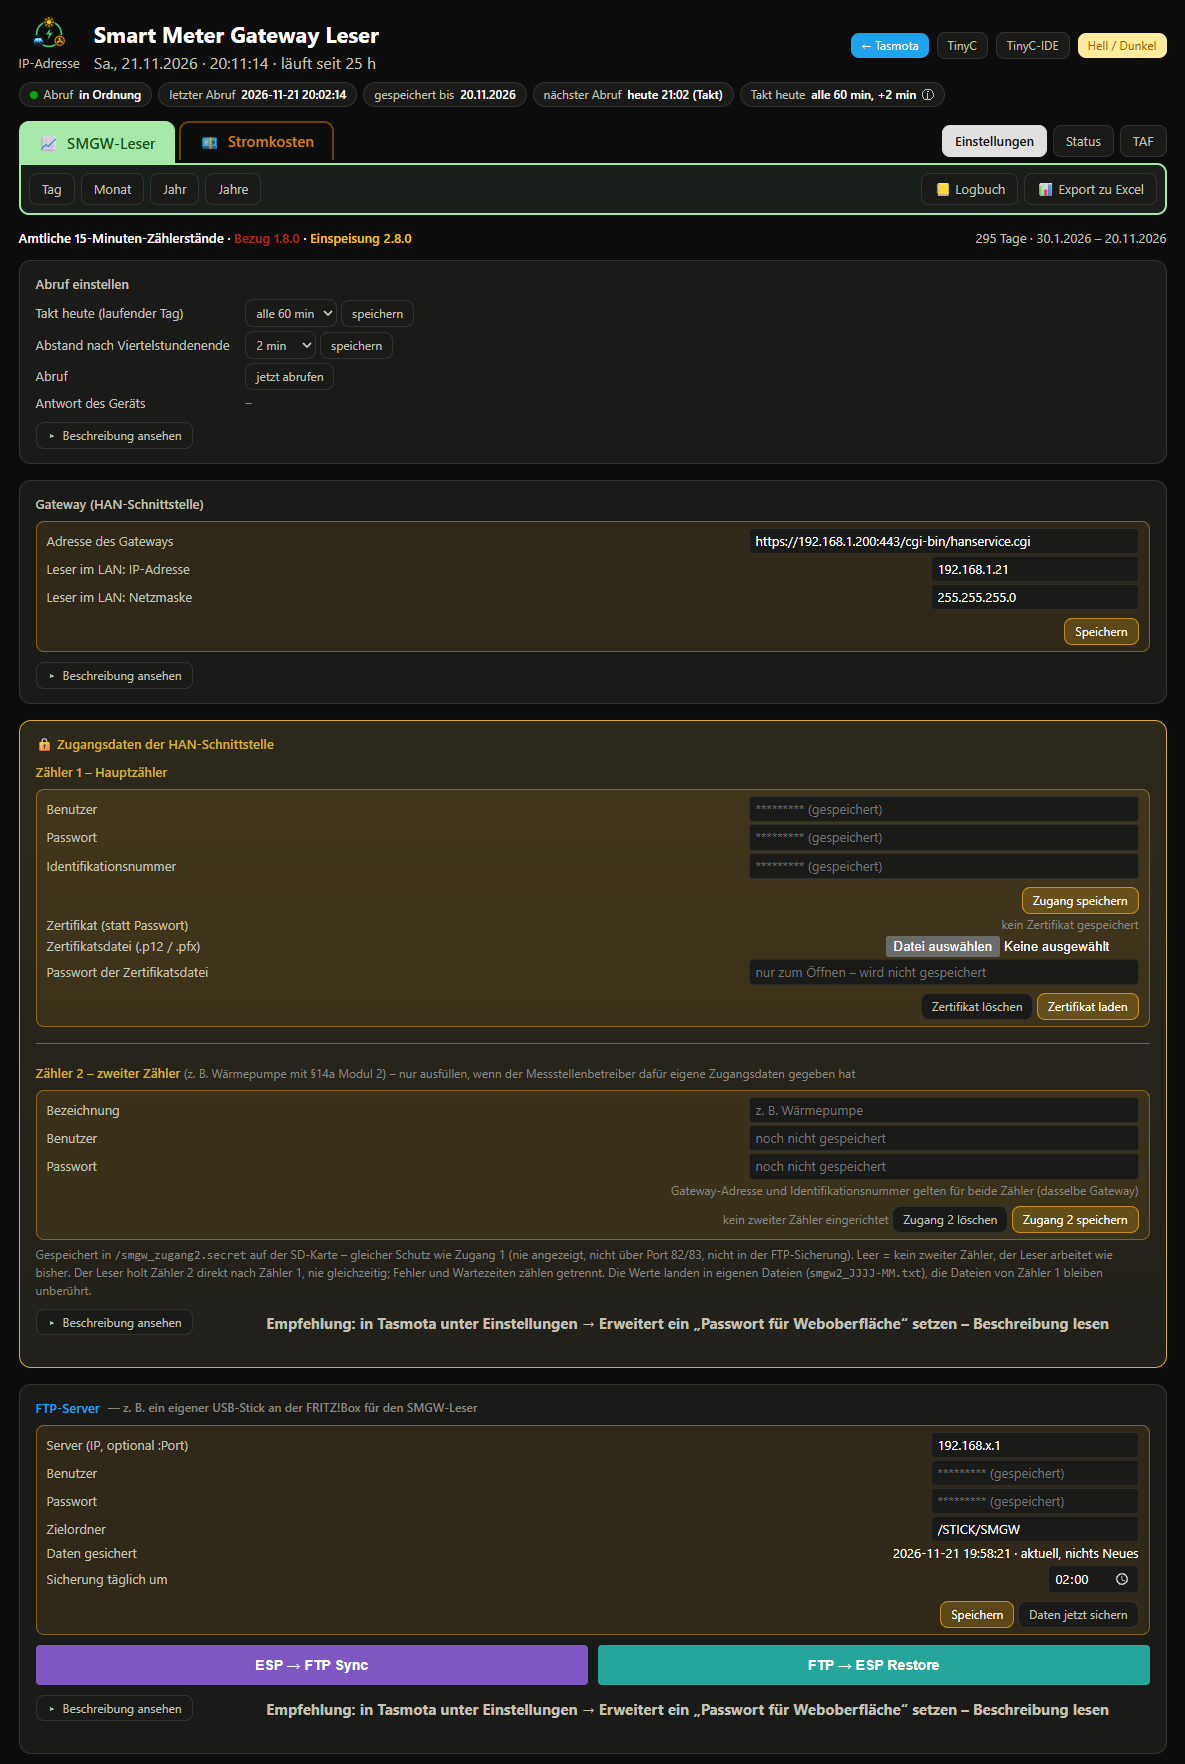 Smart Meter Gateway Leser
IP-Adresse Sa., 21.11.2026 · 20:11:14 · läuft seit 25 h
← Tasmota TinyC TinyC-IDE Hell / Dunkel
Abruf in Ordnung letzter Abruf 2026-11-21 20:02:14 gespeichert bis 20.11.2026 nächster Abruf heute 21:02 (Takt) Takt heute alle 60 min, +2 min ⓘ
SMGW-Leser Stromkosten Einstellungen Status TAF
Tag Monat Jahr Jahre Logbuch Export zu Excel
Amtliche 15-Minuten-Zählerstände · Bezug 1.8.0 · Einspeisung 2.8.0 295 Tage · 30.1.2026 – 20.11.2026
Abruf einstellen
Takt heute (laufender Tag) alle 60 min speichern
Abstand nach Viertelstundenende 2 min speichern
Abruf jetzt abrufen
Antwort des Geräts –
▸ Beschreibung ansehen
Gateway (HAN-Schnittstelle)
Adresse des Gateways https://192.168.1.200:443/cgi-bin/hanservice.cgi
Leser im LAN: IP-Adresse 192.168.1.21
Leser im LAN: Netzmaske 255.255.255.0
Speichern
▸ Beschreibung ansehen
Zugangsdaten der HAN-Schnittstelle
Zähler 1 – Hauptzähler
Benutzer ********* (gespeichert)
Passwort ********* (gespeichert)
Identifikationsnummer ********* (gespeichert)
Zugang speichern
Zertifikat (statt Passwort) kein Zertifikat gespeichert
Zertifikatsdatei (.p12 / .pfx) Datei auswählen Keine ausgewählt
Passwort der Zertifikatsdatei nur zum Öffnen – wird nicht gespeichert
Zertifikat löschen Zertifikat laden
Zähler 2 – zweiter Zähler (z. B. Wärmepumpe mit §14a Modul 2) – nur ausfüllen, wenn der Messstellenbetreiber dafür eigene Zugangsdaten gegeben hat
Bezeichnung z. B. Wärmepumpe
Benutzer noch nicht gespeichert
Passwort noch nicht gespeichert
Gateway-Adresse und Identifikationsnummer gelten für beide Zähler (dasselbe Gateway)
kein zweiter Zähler eingerichtet Zugang 2 löschen Zugang 2 speichern
Gespeichert in /smgw_zugang2.secret auf der SD-Karte – gleicher Schutz wie Zugang 1 (nie angezeigt, nicht über Port 82/83, nicht in der FTP-Sicherung). Leer = kein zweiter Zähler, der Leser arbeitet wie
bisher. Der Leser holt Zähler 2 direkt nach Zähler 1, nie gleichzeitig; Fehler und Wartezeiten zählen getrennt. Die Werte landen in eigenen Dateien (smgw2_JJJJ-MM.txt), die Dateien von Zähler 1 bleiben
unberührt.
▸ Beschreibung ansehen Empfehlung: in Tasmota unter Einstellungen → Erweitert ein „Passwort für Weboberfläche“ setzen – Beschreibung lesen
FTP-Server — z. B. ein eigener USB-Stick an der FRITZ!Box für den SMGW-Leser
Server (IP, optional :Port) 192.168.x.1
Benutzer ********* (gespeichert)
Passwort ********* (gespeichert)
Zielordner /STICK/SMGW
Daten gesichert 2026-11-21 19:58:21 · aktuell, nichts Neues
Sicherung täglich um 02:00
Speichern Daten jetzt sichern
ESP → FTP Sync FTP → ESP Restore
▸ Beschreibung ansehen Empfehlung: in Tasmota unter Einstellungen → Erweitert ein „Passwort für Weboberfläche“ setzen – Beschreibung lesen